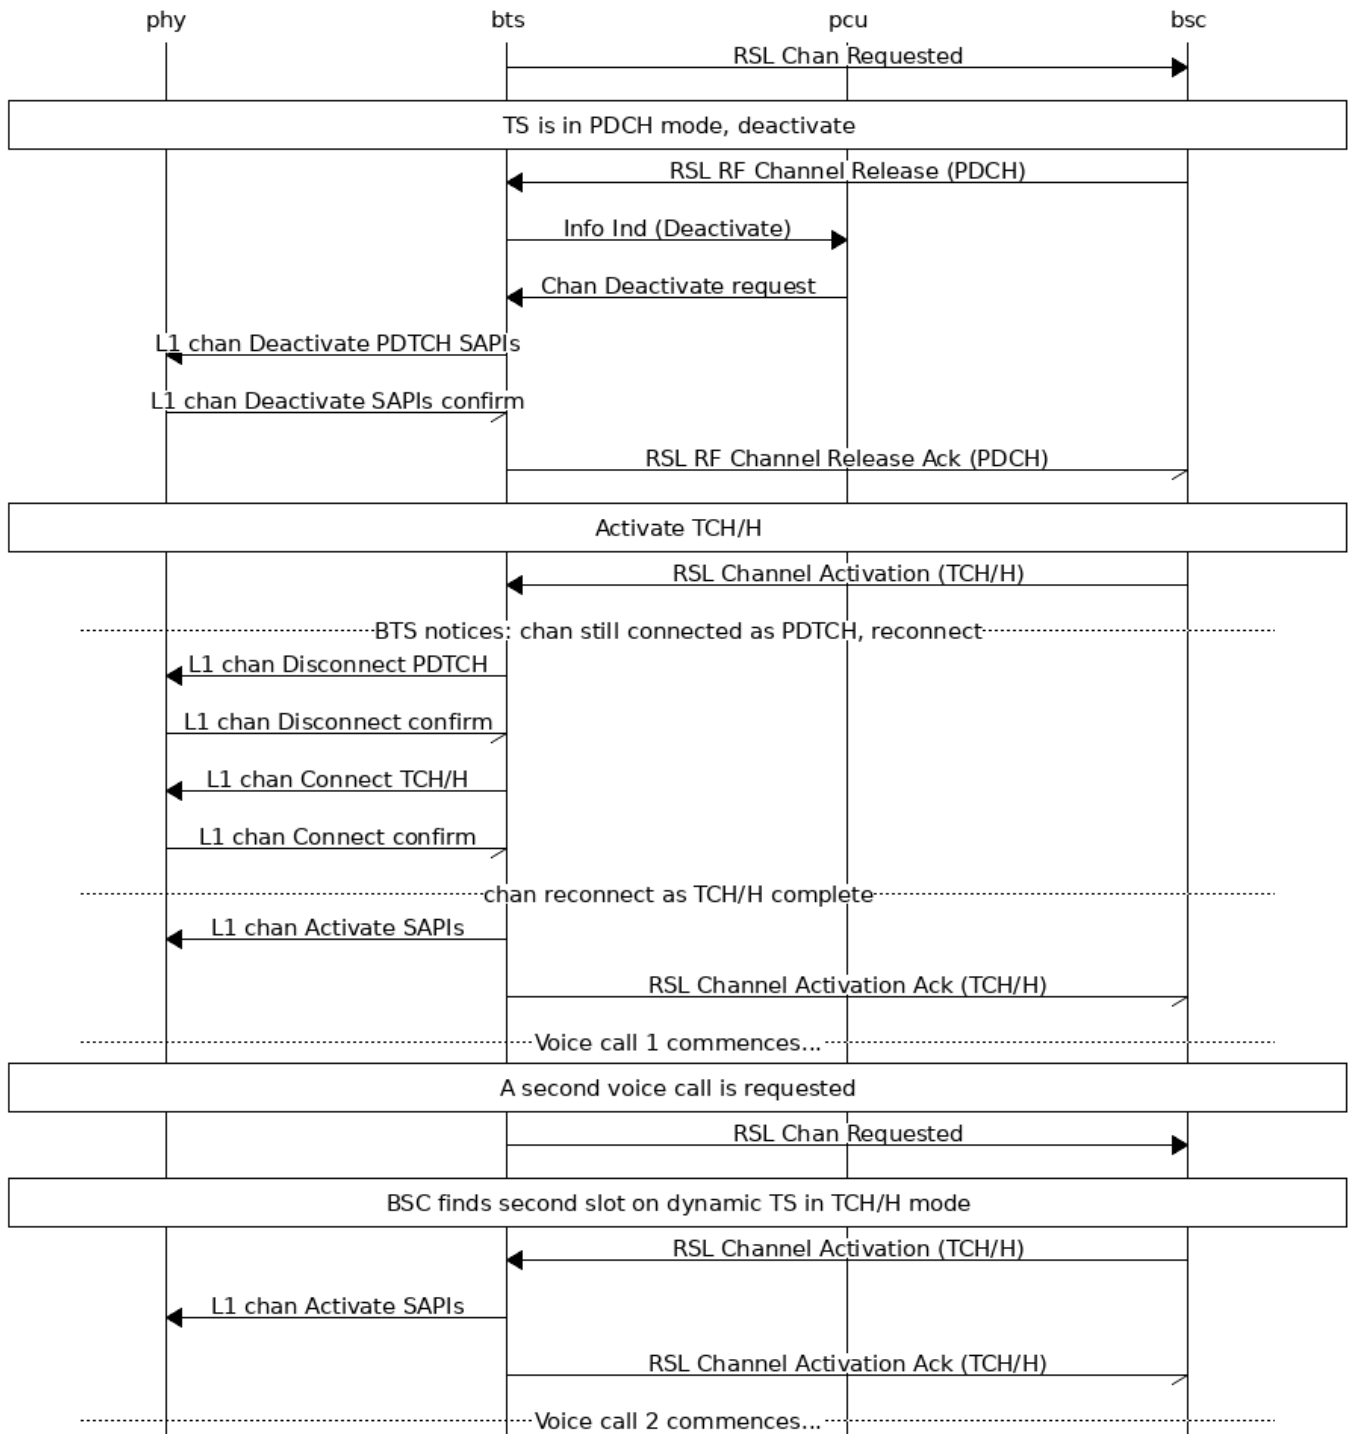 phy bts pcu bsc
RSL Chan Requested
TS is in PDCH mode, deactivate
RSL RF Channel Release (PDCH)
Info Ind (Deactivate)
Chan Deactivate request
L1 chan Deactivate PDTCH SAPIs
L1 chan Deactivate SAPIs confirm
RSL RF Channel Release Ack (PDCH)
Activate TCH/H
RSL Channel Activation (TCH/H)
BTS notices: chan still connected as PDTCH, reconnect
L1 chan Disconnect PDTCH
L1 chan Disconnect confirm
L1 chan Connect TCH/H
L1 chan Connect confirm
chan reconnect as TCH/H complete
L1 chan Activate SAPIs
RSL Channel Activation Ack (TCH/H)
Voice call 1 commences...
A second voice call is requested
RSL Chan Requested
BSC finds second slot on dynamic TS in TCH/H mode
RSL Channel Activation (TCH/H)
L1 chan Activate SAPIs
RSL Channel Activation Ack (TCH/H)
Voice call 2 commences...